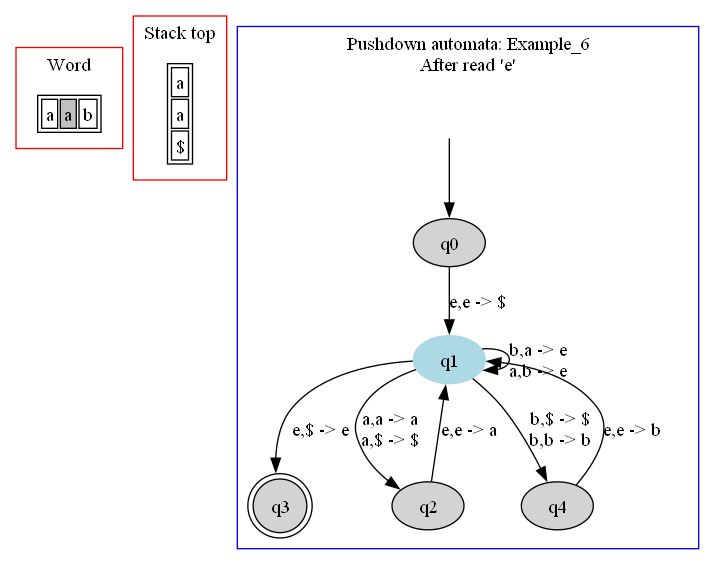 Word
a a b
Stack top
a
a
$
Pushdown automata: Example_6
After read 'e'
q0
e,e -> $
q1
b,a -> e
a,b -> e
e,$ -> e
a,a -> a
a,$ -> $
e,e -> a
b,$ -> $
b,b -> b
e,e -> b
q3
q2
q4